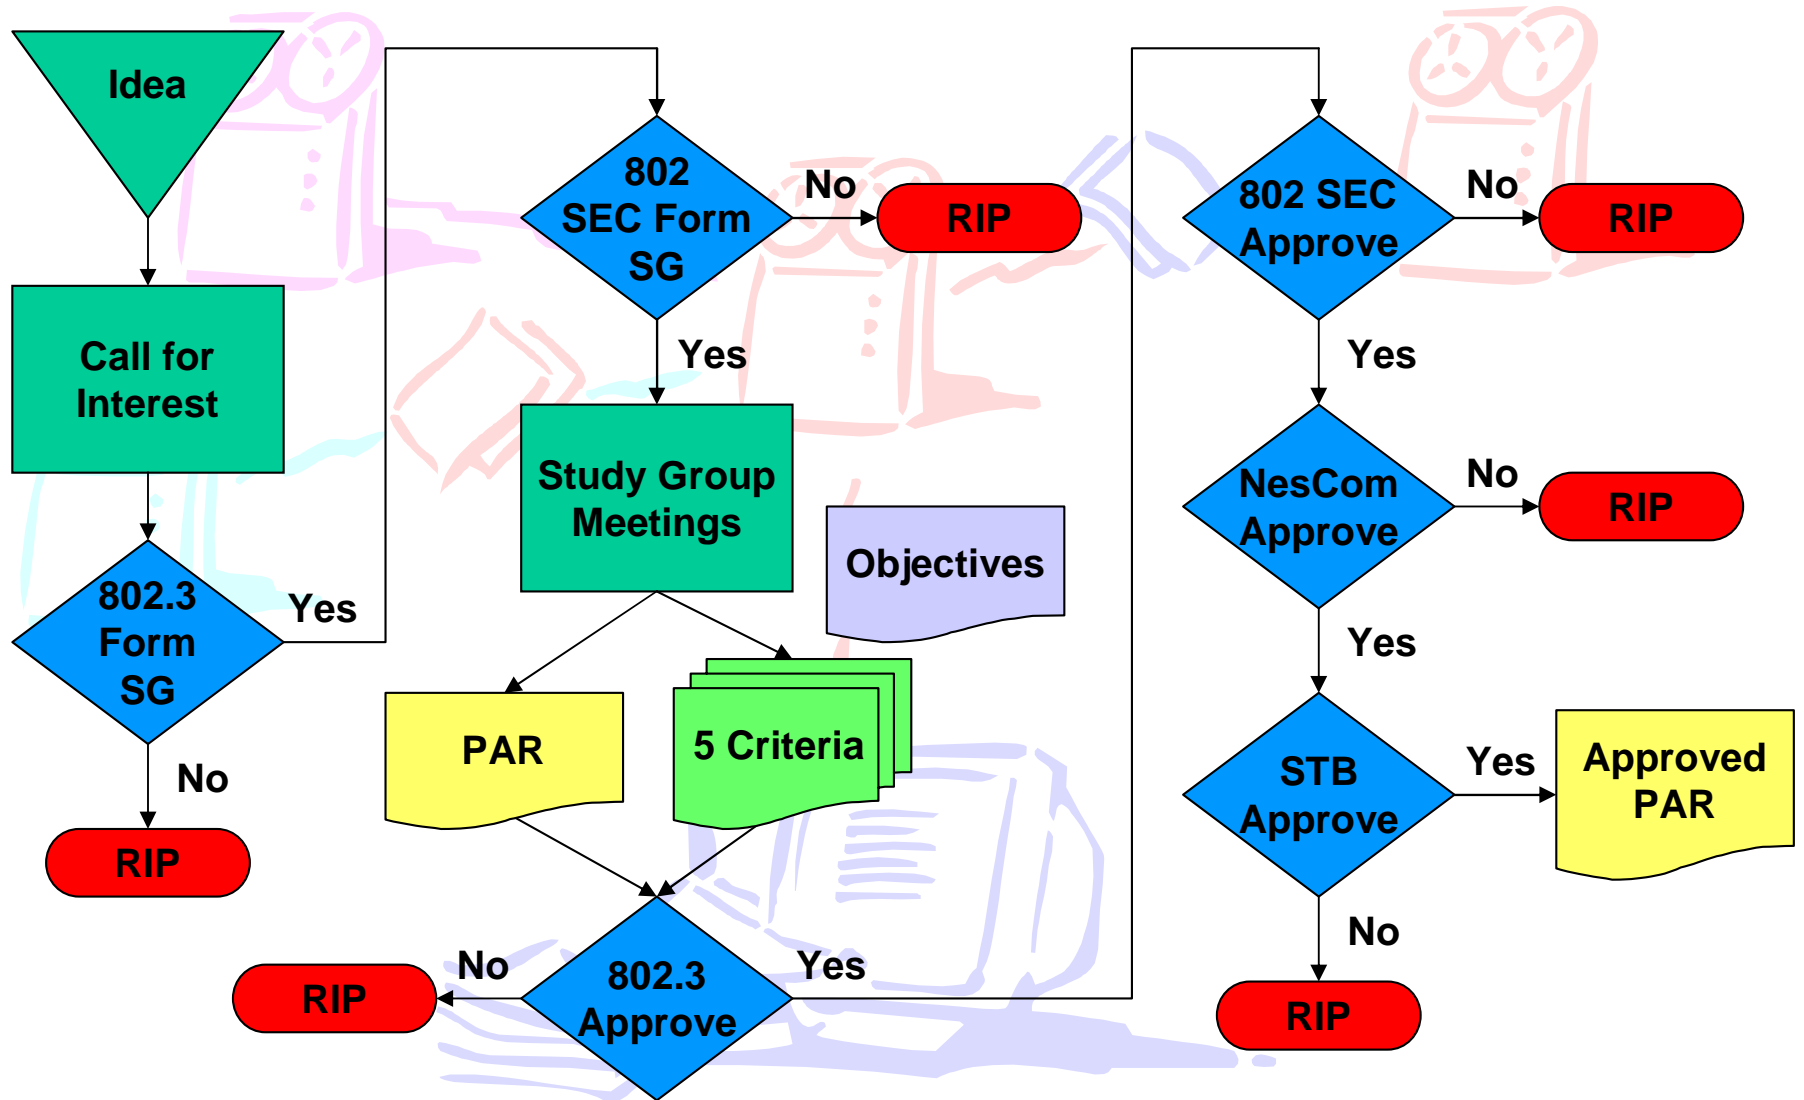 Idea
Call for
Interest
802.3
Form
SG
Yes
No
RIP
802
SEC Form
SG
No
RIP
Yes
Study Group
Meetings
Objectives
PAR
5 Criteria
802.3
Approve
No
RIP
Yes
802 SEC
Approve
No
RIP
Yes
NesCom
Approve
No
RIP
Yes
STB
Approve
Yes
Approved
PAR
No
RIP